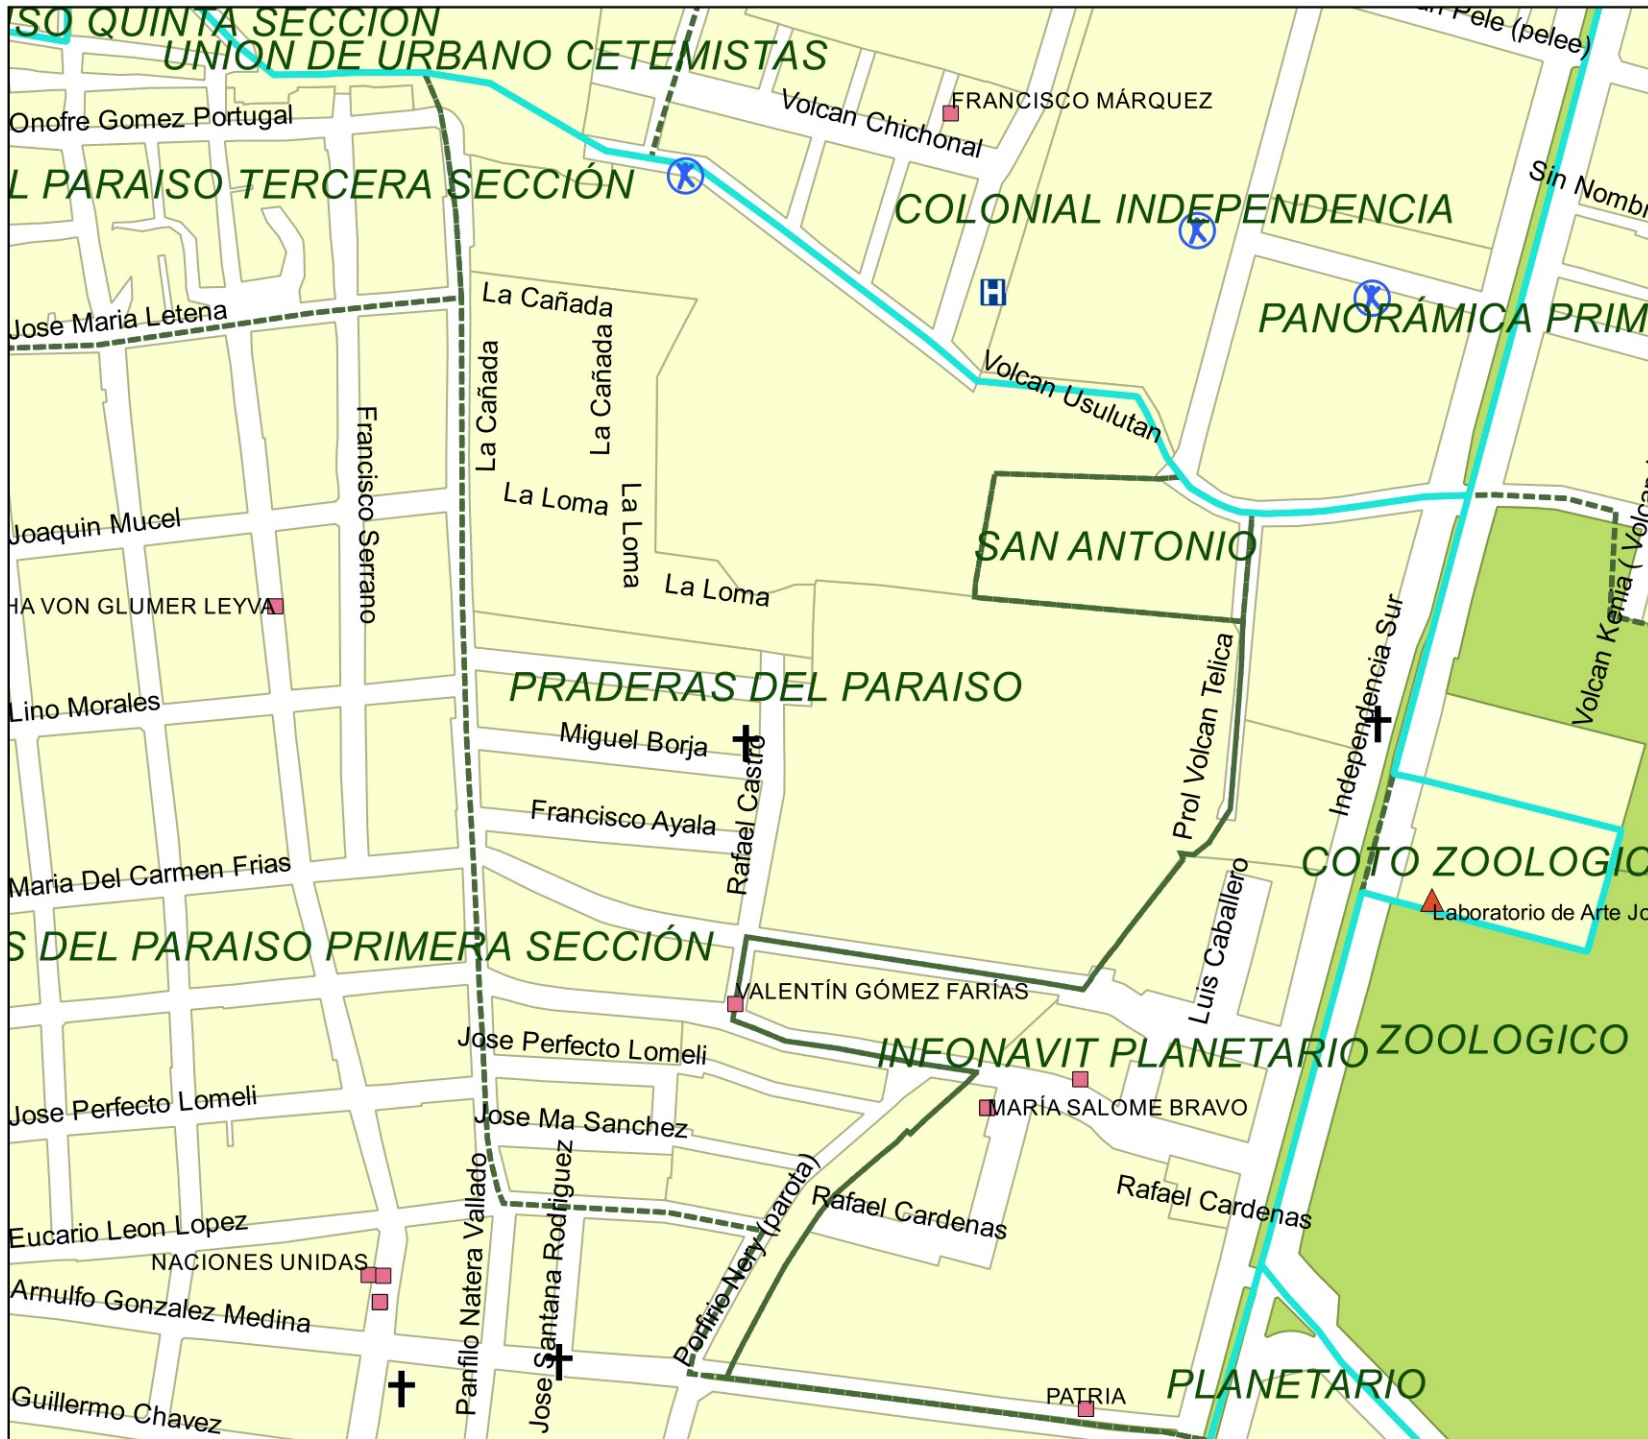 SO QUINTA SECCIÓN
UNION DE URBANO CETEMISTAS
Pele (pelee)
Onofre Gomez Portugal
Volcan Chichonal
FRANCISCO MÁRQUEZ
L PARAISO TERCERA SECCIÓN
COLONIAL INDEPENDENCIA
Sin Nombr
La Cañada
Jose Maria Letena
H
PANORÁMICA PRIM
La Cañada
La Cañada
Volcan Usulutan
Francisco Serrano
La Loma
La Loma
Joaquin Mucel
SAN ANTONIO
HA VON GLUMER LEYVA
La Loma
Volcan Kenia ( Volcan
Independencia Sur
Prol Volcan Telica
PRADERAS DEL PARAISO
Lino Morales
Miguel Borja
Rafael Castro
Francisco Ayala
Maria Del Carmen Frias
COTO ZOOLOGIC
Laboratorio de Arte Jo
Luis Caballero
S DEL PARAISO PRIMERA SECCIÓN
VALENTÍN GÓMEZ FARÍAS
Jose Perfecto Lomeli
INFONAVIT PLANETARIO
ZOOLOGICO
Jose Perfecto Lomeli
MARÍA SALOME BRAVO
Jose Ma Sanchez
Panfilo Natera Vallado
Jose Santana Rodriguez
Porfirio Nery (parota)
Rafael Cardenas
Rafael Cardenas
Eucario Leon Lopez
NACIONES UNIDAS
Arnulfo Gonzalez Medina
PLANETARIO
PATRIA
Guillermo Chavez